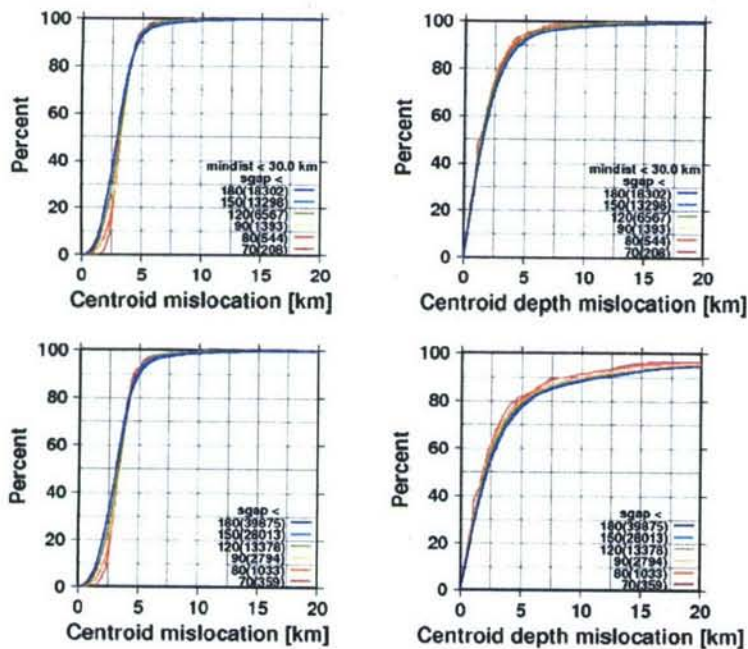 100
80
60
40
20
0
Percent
mindist < 30.0 km
sgap <
180(18302)
150(13298)
120(6567)
90(1393)
80(544)
70(208)
0 5 10 15 20
Centroid mislocation [km]
100
80
60
40
20
0
Percent
mindist < 30.0 km
sgap <
180(18302)
150(13298)
120(6567)
90(1393)
80(544)
70(208)
0 5 10 15 20
Centroid depth mislocation [km]
100
80
60
40
20
0
Percent
sgap <
180(39875)
150(28013)
120(13378)
90(2794)
80(1033)
70(359)
0 5 10 15 20
Centroid mislocation [km]
100
80
60
40
20
0
Percent
sgap <
180(39875)
150(28013)
120(13378)
90(2794)
80(1033)
70(359)
0 5 10 15 20
Centroid depth mislocation [km]